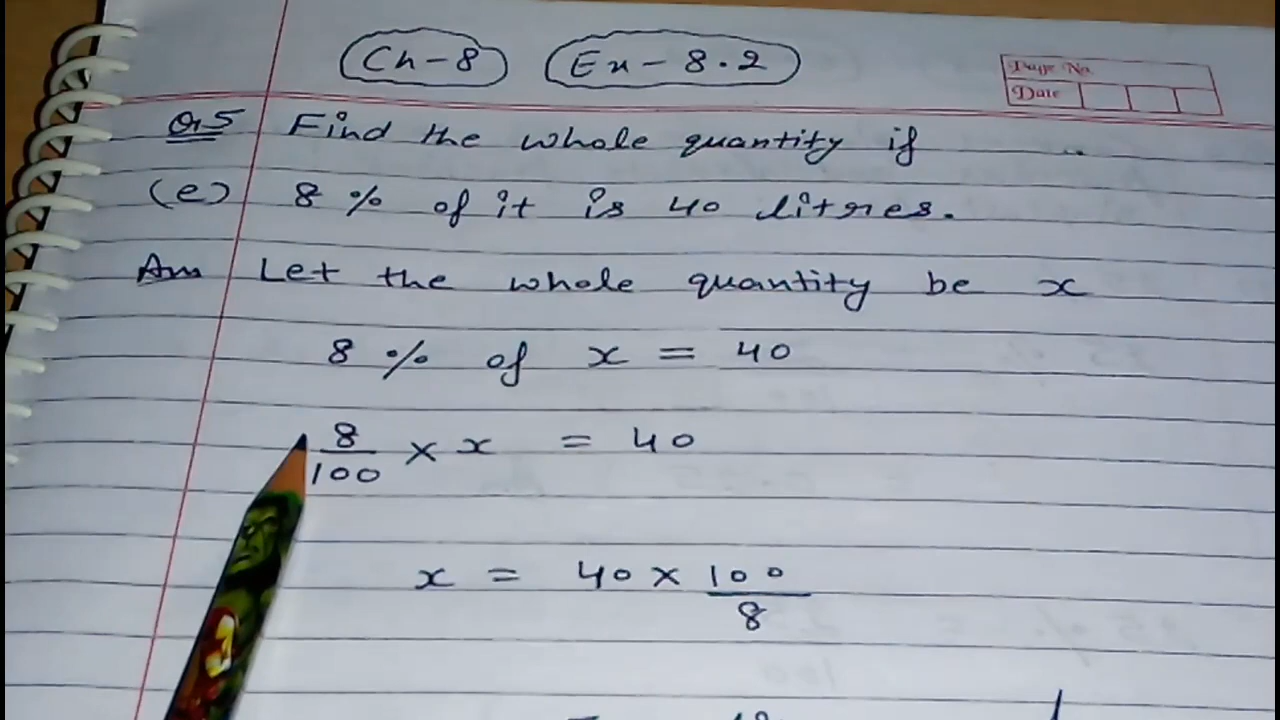 Ch-8 Ex-8.2
Page No.
Date
Q.5 Find the whole quantity if
(e) 8 % of it is 40 litres.
Ans Let the whole quantity be x
8 % of x = 40
8/100 × x = 40
x = 40 × 100/8